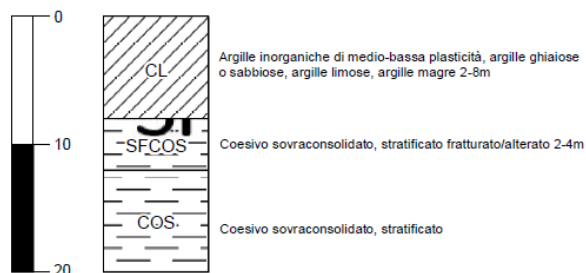 0
CL
Argille inorganiche di medio-bassa plasticità, argille ghiaiose
o sabbiose, argille limose, argille magre 2-8m
10
SFCOS
Coesivo sovraconsolidato, stratificato fratturato/alterato 2-4m
COS
Coesivo sovraconsolidato, stratificato
20